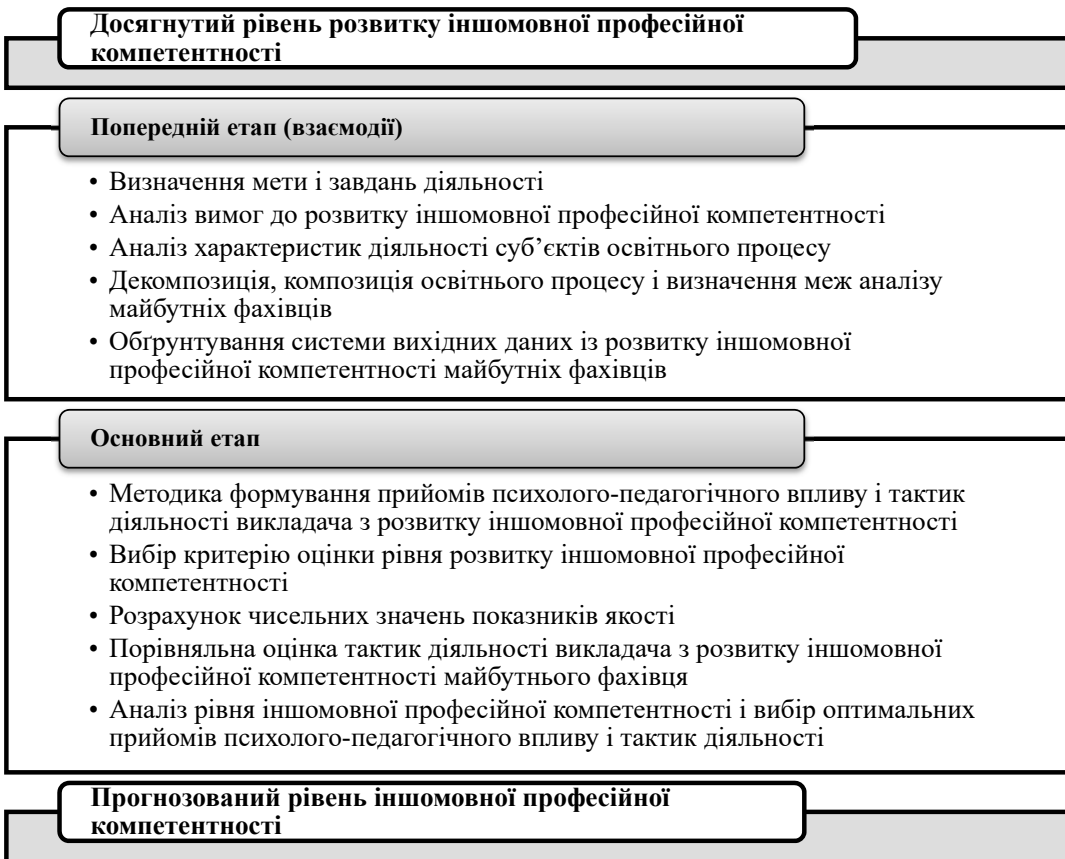 Досягнутий рівень розвитку іншомовної професійної
компетентності
Попередній етап (взаємодії)
• Визначення мети і завдань діяльності
• Аналіз вимог до розвитку іншомовної професійної компетентності
• Аналіз характеристик діяльності суб’єктів освітнього процесу
• Декомпозиція, композиція освітнього процесу і визначення меж аналізу
майбутніх фахівців
• Обґрунтування системи вихідних даних із розвитку іншомовної
професійної компетентності майбутніх фахівців
Основний етап
• Методика формування прийомів психолого-педагогічного впливу і тактик
діяльності викладача з розвитку іншомовної професійної компетентності
• Вибір критерію оцінки рівня розвитку іншомовної професійної
компетентності
• Розрахунок чисельних значень показників якості
• Порівняльна оцінка тактик діяльності викладача з розвитку іншомовної
професійної компетентності майбутнього фахівця
• Аналіз рівня іншомовної професійної компетентності і вибір оптимальних
прийомів психолого-педагогічного впливу і тактик діяльності
Прогнозований рівень іншомовної професійної
компетентності